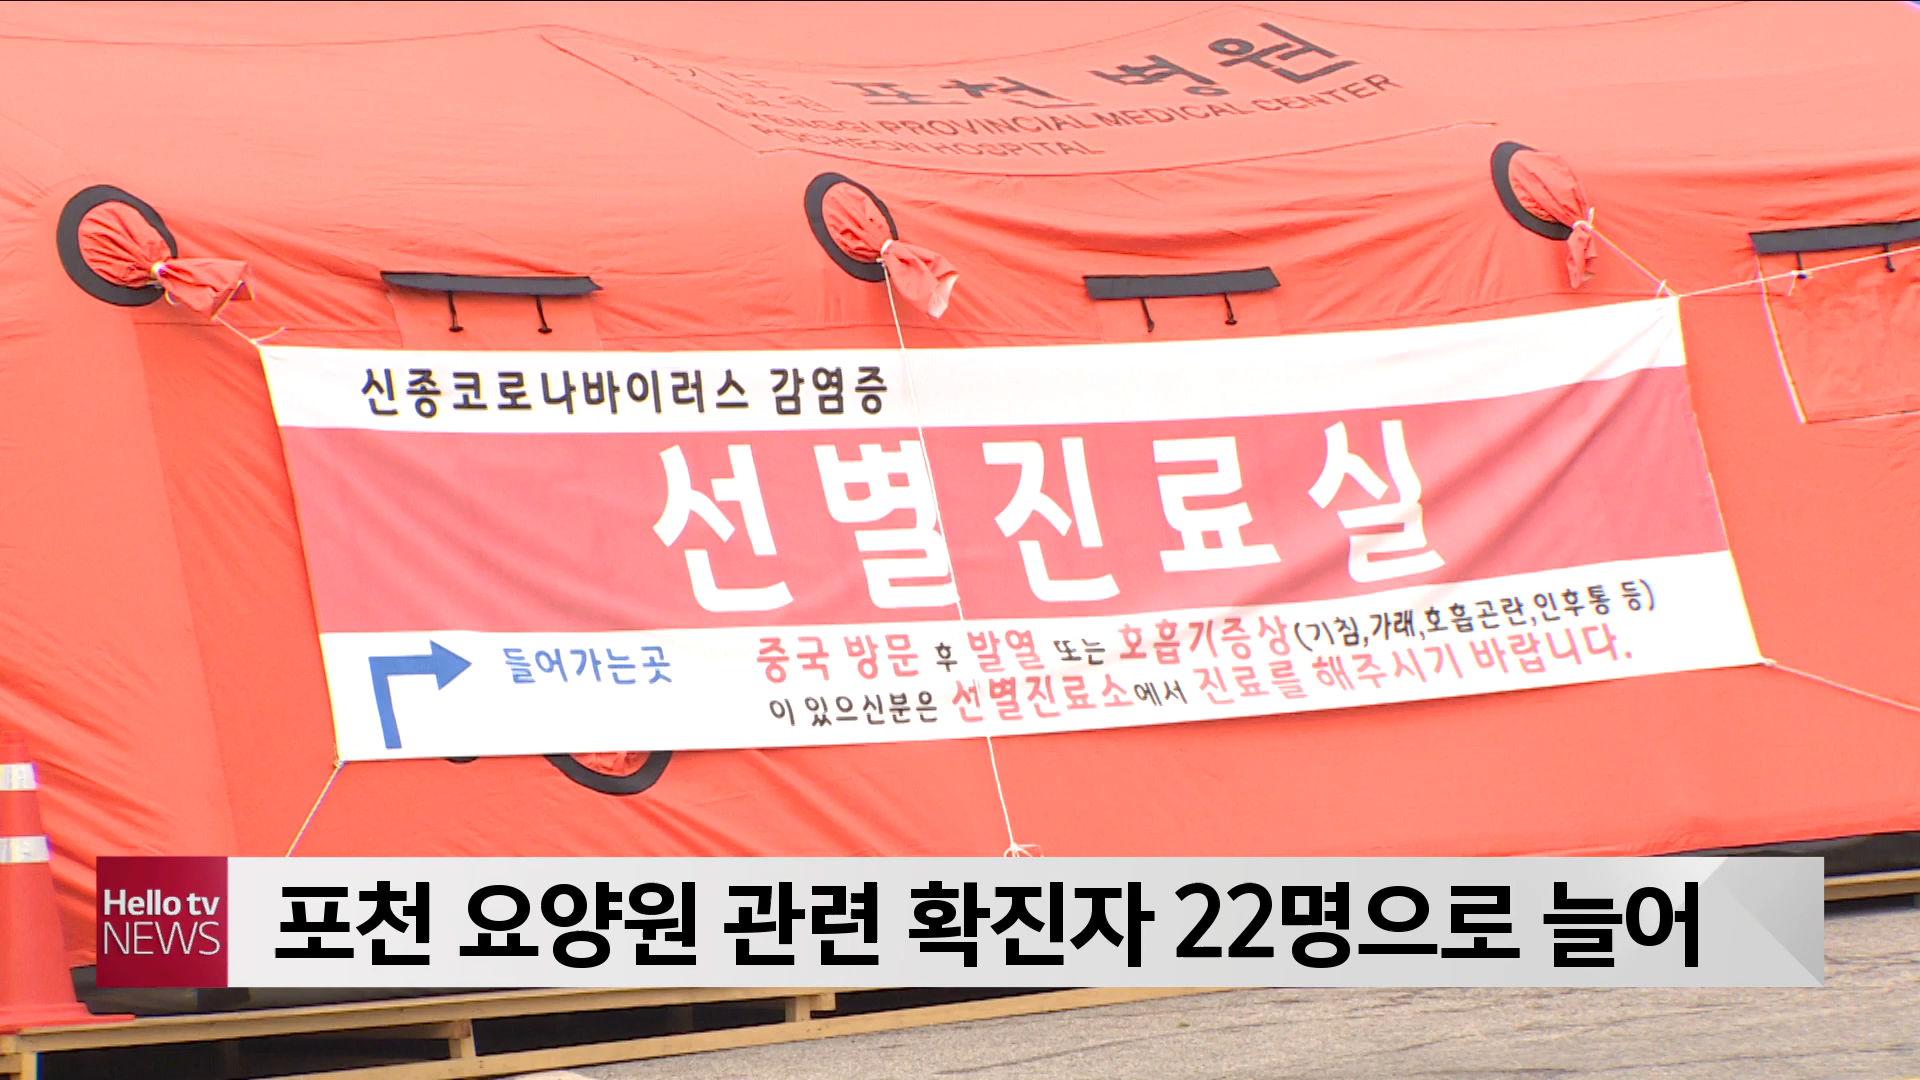 포천 병원
GYENGGI PROVINCIAL MEDICAL CENTER
POCHEON HOSPITAL
신종코로나바이러스 감염증
선별진료실
들어가는곳
중국 방문 후 발열 또는 호흡기증상(기침,가래,호흡곤란,인후통 등)
이 있으신분은 선별진료소에서 진료를 해주시기 바랍니다.
Hello tv
NEWS
포천 요양원 관련 확진자 22명으로 늘어